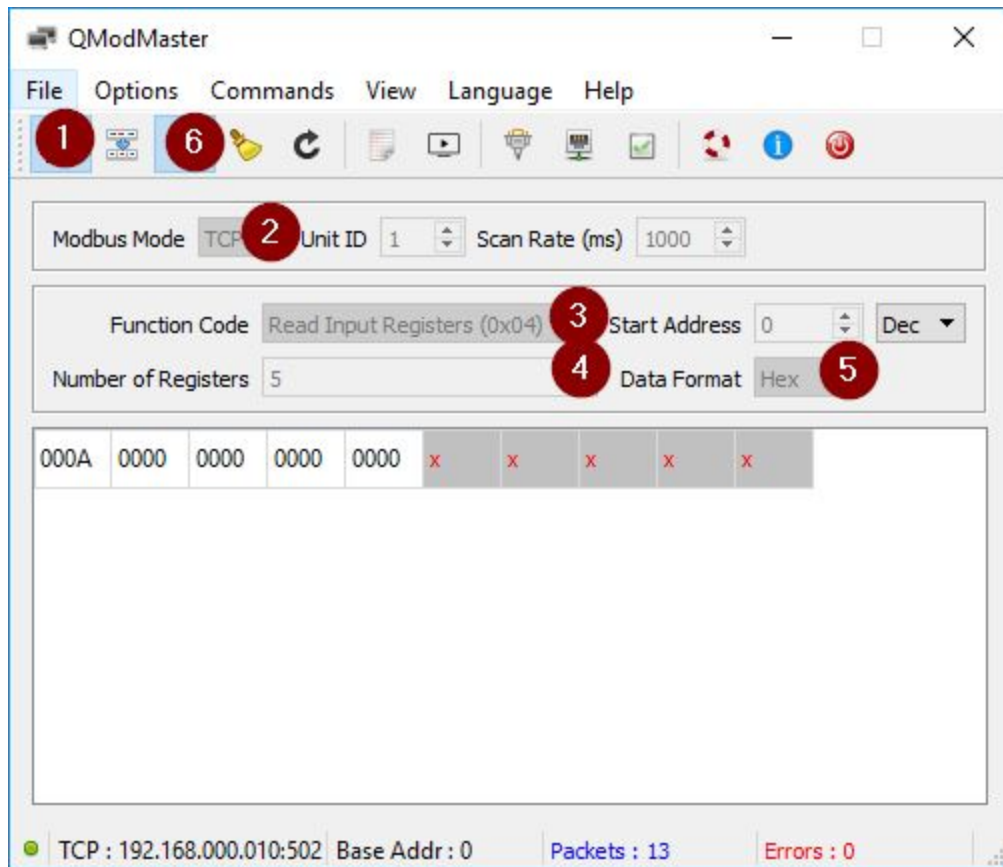 QModMaster
File Options Commands View Language Help
1 6
Modbus Mode TCP 2 Unit ID 1 Scan Rate (ms) 1000
Function Code Read Input Registers (0x04) 3 Start Address 0 Dec
Number of Registers 5 4 Data Format Hex 5
000A 0000 0000 0000 0000 x x x x x
TCP : 192.168.000.010:502 Base Addr : 0 Packets : 13 Errors : 0